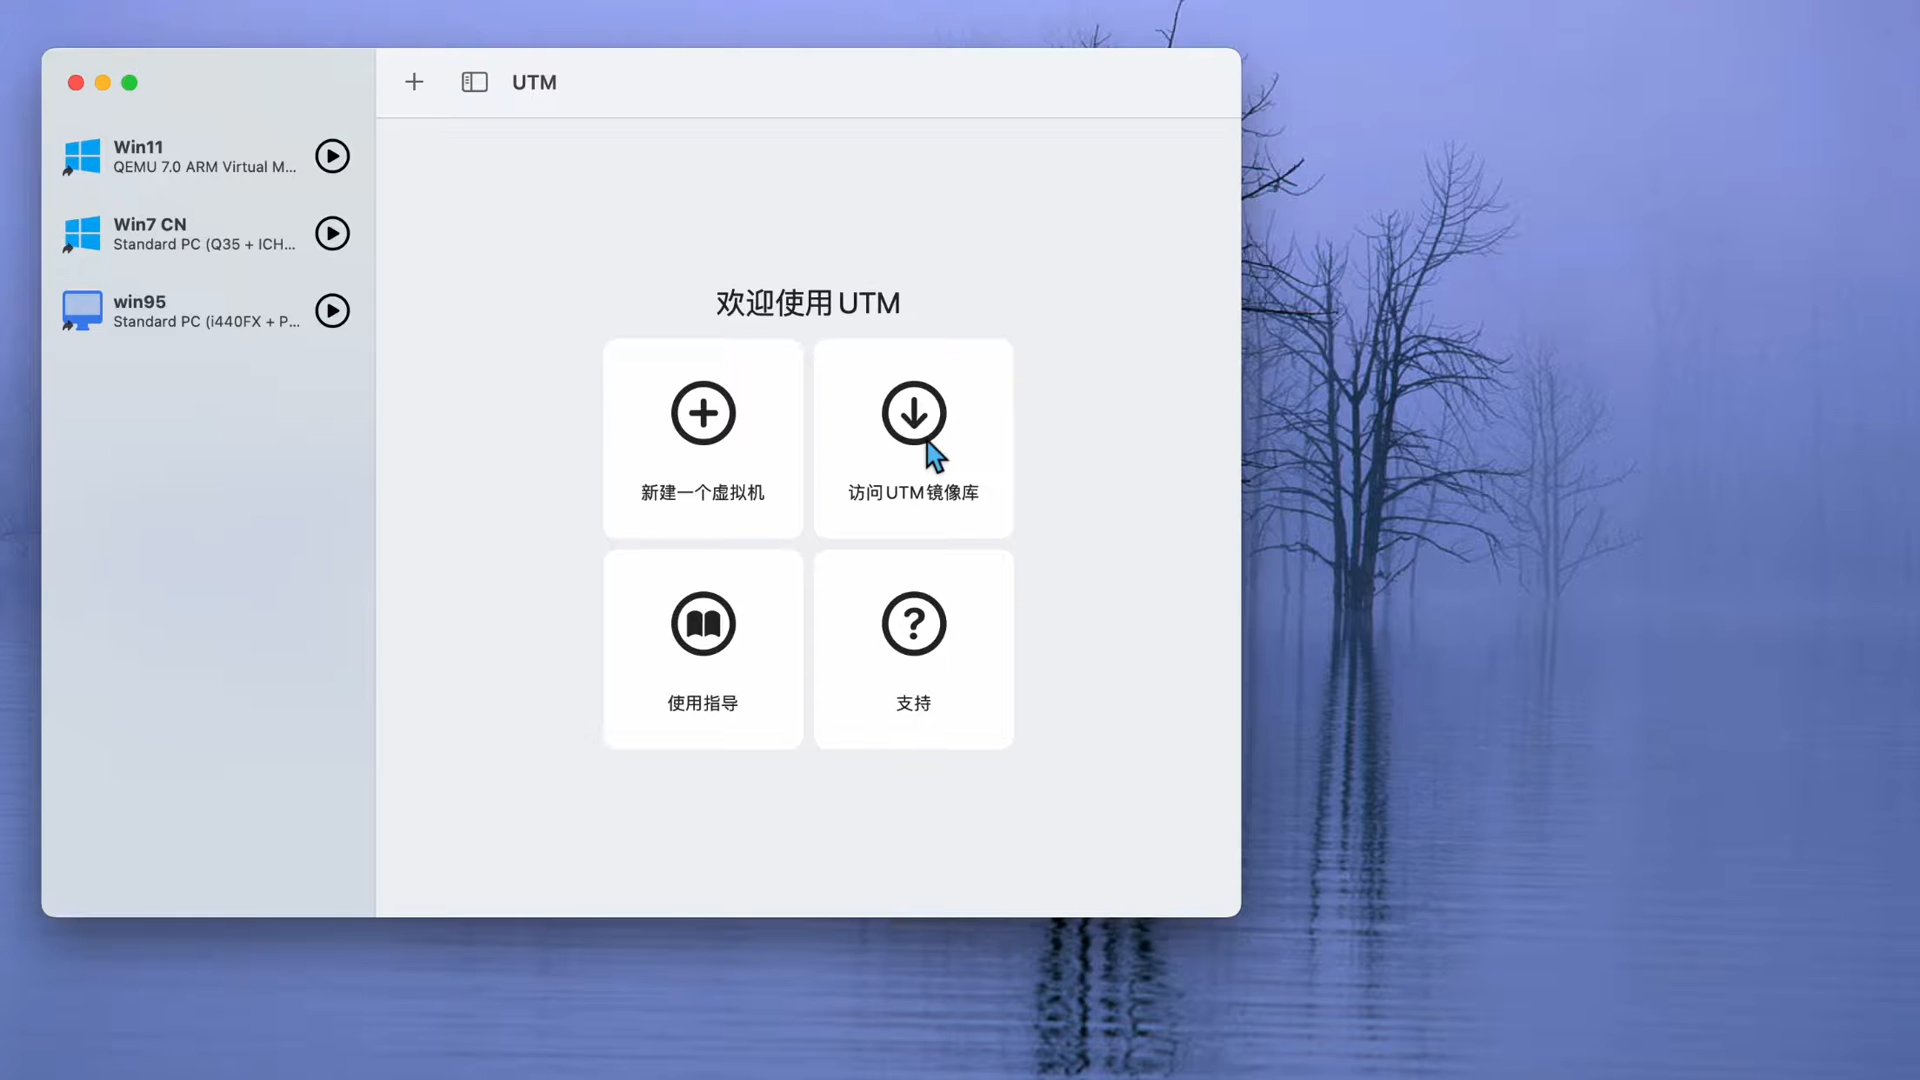 UTM
Win11
QEMU 7.0 ARM Virtual M...
Win7 CN
Standard PC (Q35 + ICH...
win95
Standard PC (i440FX + P...
欢迎使用UTM
新建一个虚拟机
访问UTM镜像库
使用指导
支持